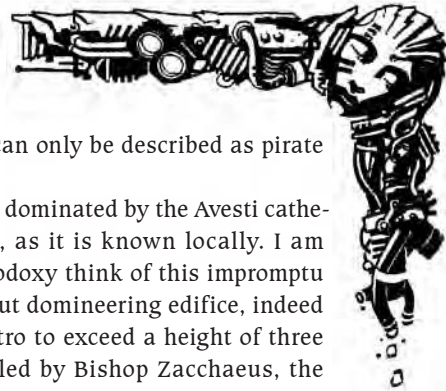 can only be described as pirate
dominated by the Avesti cathe-
, as it is known locally. I am
odoxy think of this impromptu
ut domineering edifice, indeed
tro to exceed a height of three
led by Bishop Zacchaeus, the